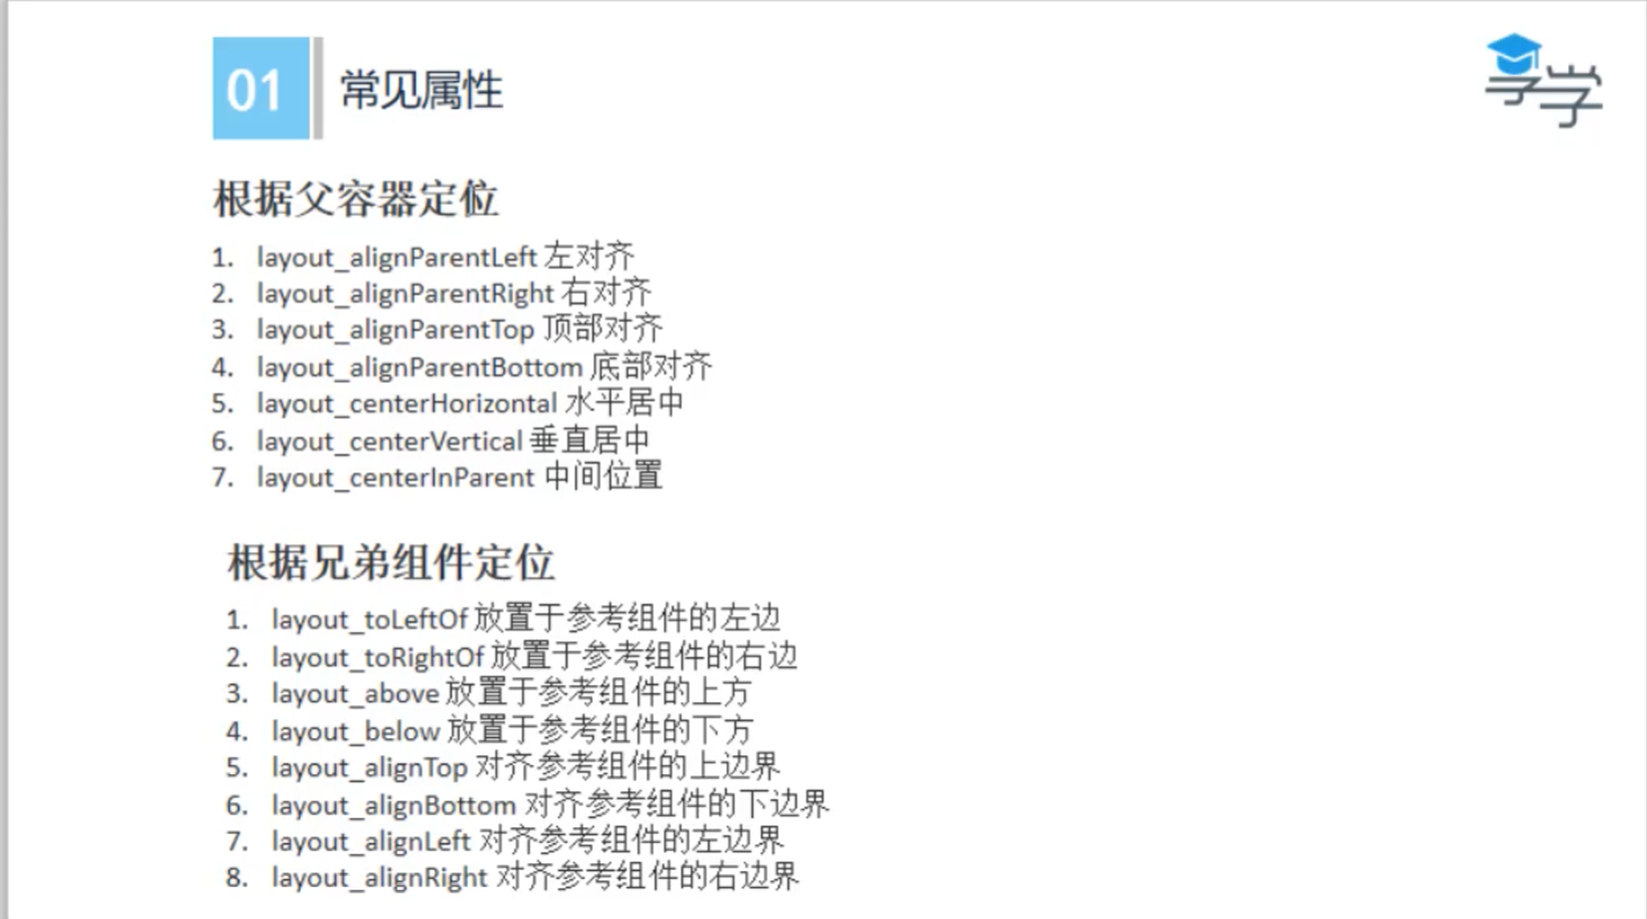 01 常见属性
享学
根据父容器定位
1. layout_alignParentLeft 左对齐
2. layout_alignParentRight 右对齐
3. layout_alignParentTop 顶部对齐
4. layout_alignParentBottom 底部对齐
5. layout_centerHorizontal 水平居中
6. layout_centerVertical 垂直居中
7. layout_centerInParent 中间位置
根据兄弟组件定位
1. layout_toLeftOf 放置于参考组件的左边
2. layout_toRightOf 放置于参考组件的右边
3. layout_above 放置于参考组件的上方
4. layout_below 放置于参考组件的下方
5. layout_alignTop 对齐参考组件的上边界
6. layout_alignBottom 对齐参考组件的下边界
7. layout_alignLeft 对齐参考组件的左边界
8. layout_alignRight 对齐参考组件的右边界